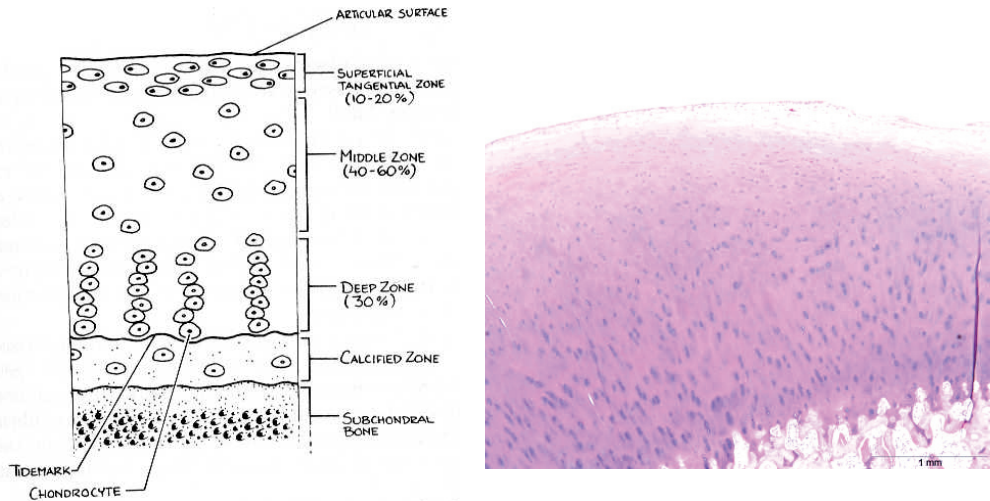 ARTICULAR SURFACE
SUPERFICIAL
TANGENTIAL ZONE
(10-20%)
MIDDLE ZONE
(40-60%)
DEEP ZONE
(30%)
CALCIFIED ZONE
SUBCHONDRAL
BONE
TIDEMARK
CHONDROCYTE
1 mm